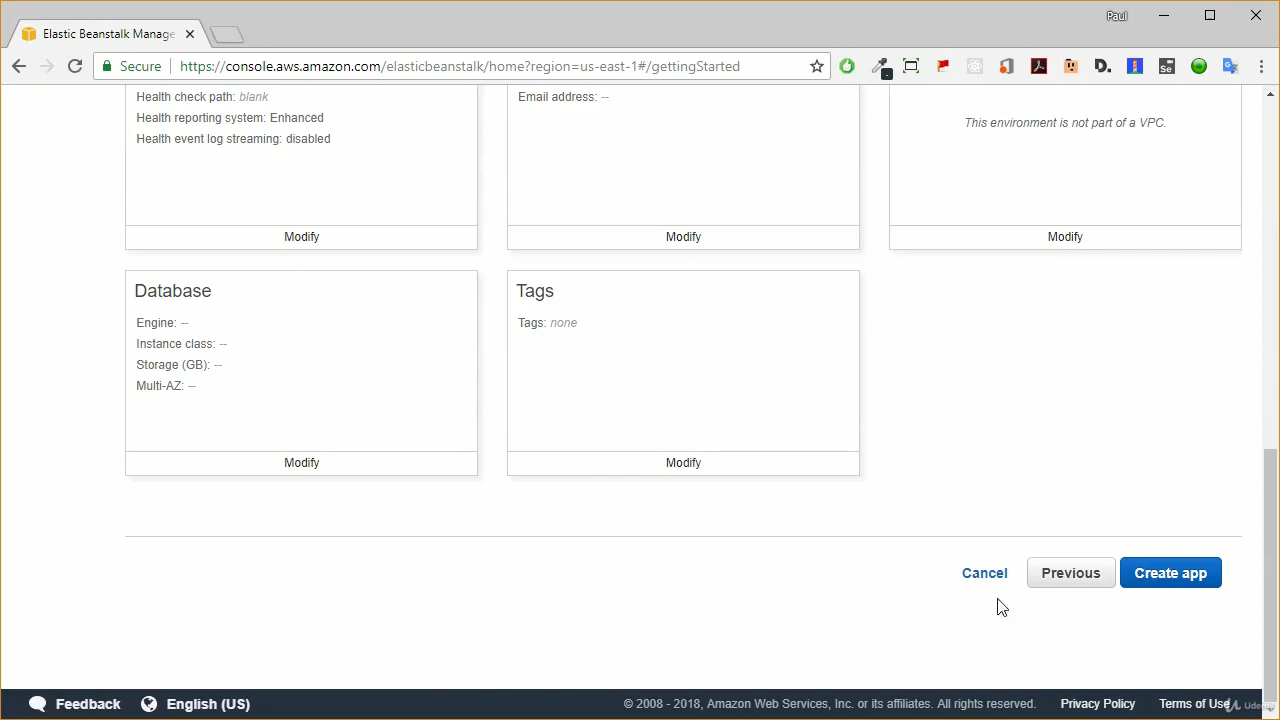 Paul
Elastic Beanstalk Manage
Secure
https://console.aws.amazon.com/elasticbeanstalk/home?region=us-east-1#/gettingStarted
Health check path: blank
Health reporting system: Enhanced
Health event log streaming: disabled
Modify
Email address: --
Modify
This environment is not part of a VPC.
Modify
Database
Engine: --
Instance class: --
Storage (GB): --
Multi-AZ: --
Modify
Tags
Tags: none
Modify
Cancel
Previous
Create app
Feedback
English (US)
© 2008 - 2018, Amazon Web Services, Inc. or its affiliates. All rights reserved.
Privacy Policy
Terms of Use
Udemy